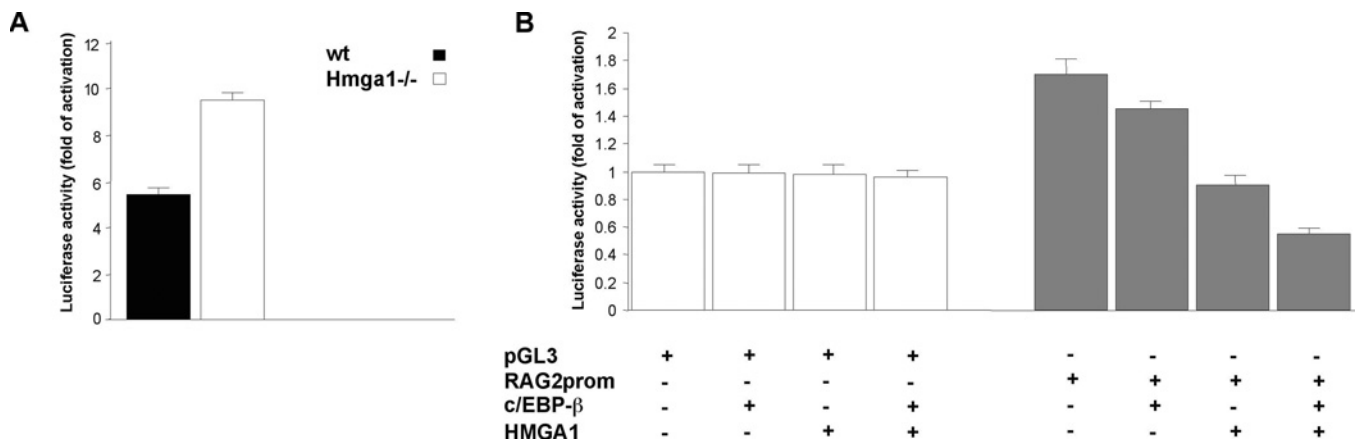 A
Luciferase activity (fold of activation)
12
10
8
6
4
2
0
wt
Hmga1-/-
B
Luciferase activity (fold of activation)
2
1.8
1.6
1.4
1.2
1
0.8
0.6
0.4
0.2
0
pGL3 + + + + - - - -
RAG2prom - - - - + + + +
c/EBP-β - + - + - + - +
HMGA1 - - + + - - + +